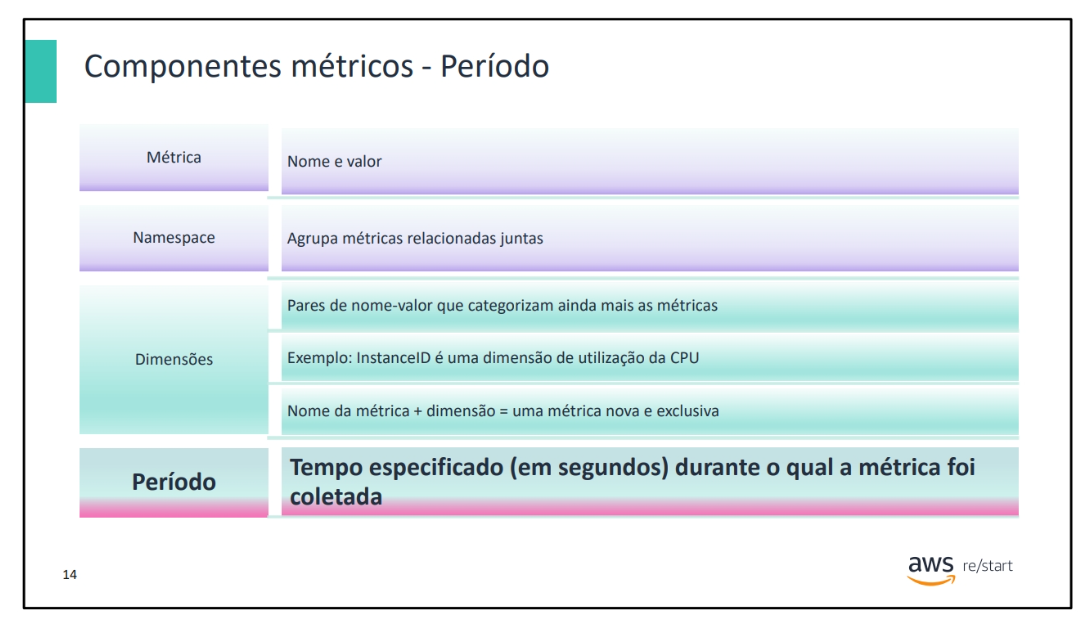 Componentes métricos - Período
Métrica
Nome e valor
Namespace
Agrupa métricas relacionadas juntas
Dimensões
Pares de nome-valor que categorizam ainda mais as métricas
Exemplo: InstanceID é uma dimensão de utilização da CPU
Nome da métrica + dimensão = uma métrica nova e exclusiva
Período
Tempo especificado (em segundos) durante o qual a métrica foi
coletada
14
aws re/start